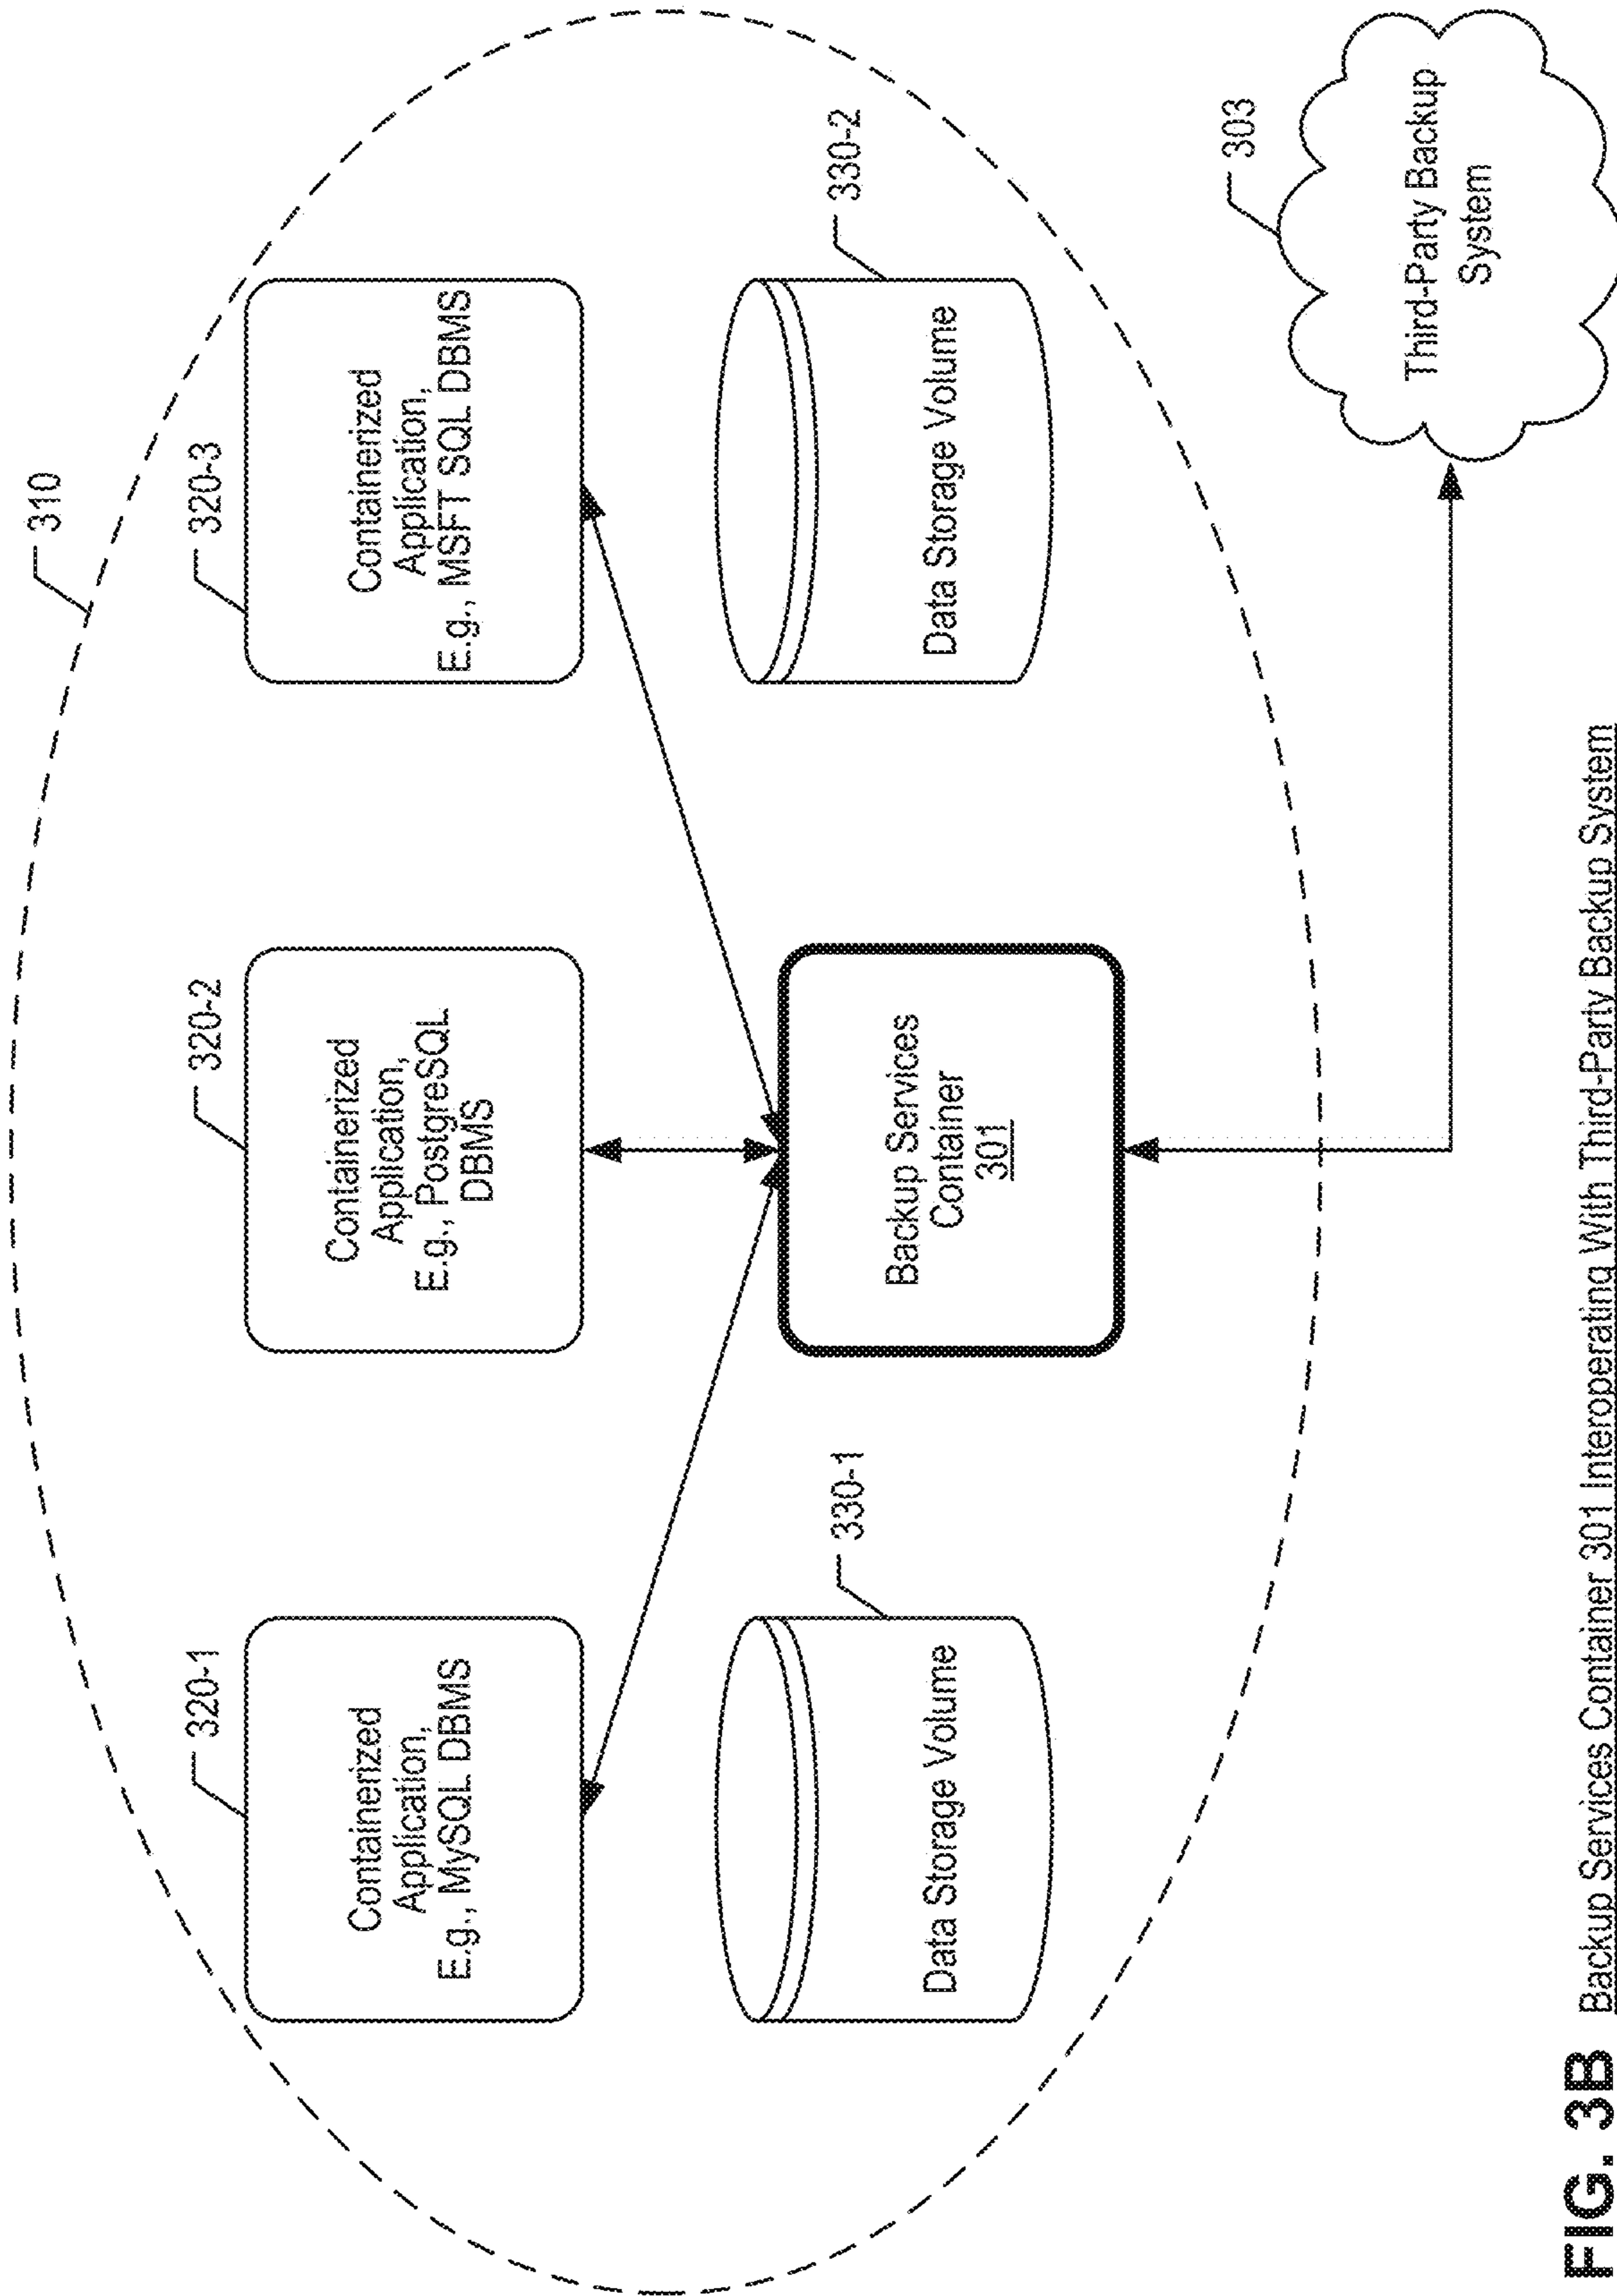 310
320-1
320-2
320-3
Containerized
Application,
E.g., MySQL DBMS
Containerized
Application,
E.g., PostgreSQL
DBMS
Containerized
Application,
E.g., MSFT SQL DBMS
330-1
330-2
Data Storage Volume
Backup Services
Container
301
Data Storage Volume
303
Third-Party Backup
System
FIG. 3B Backup Services Container 301 Interoperating With Third-Party Backup System